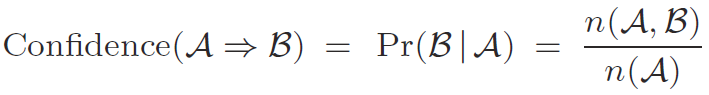 Confidence(𝒜 ⇒ ℬ) = Pr(ℬ | 𝒜) = n(𝒜, ℬ) / n(𝒜)